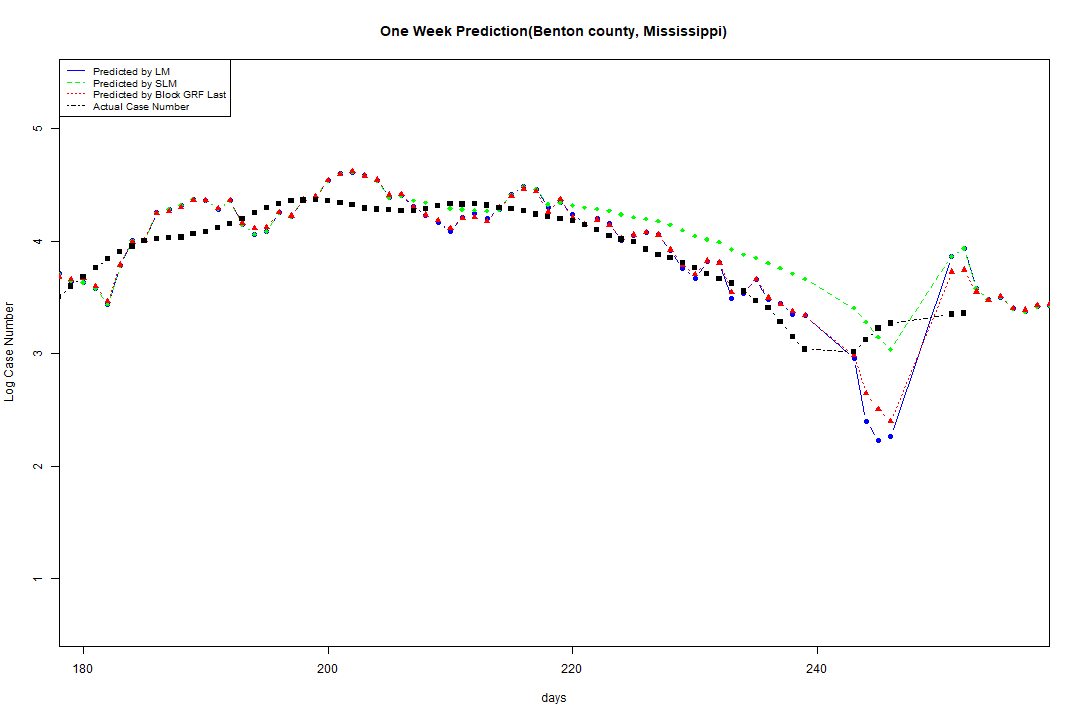 One Week Prediction(Benton county, Mississippi)
Predicted by LM
Predicted by SLM
Predicted by Block GRF Last
Actual Case Number
5
4
3
2
1
Log Case Number
180 200 220 240
days